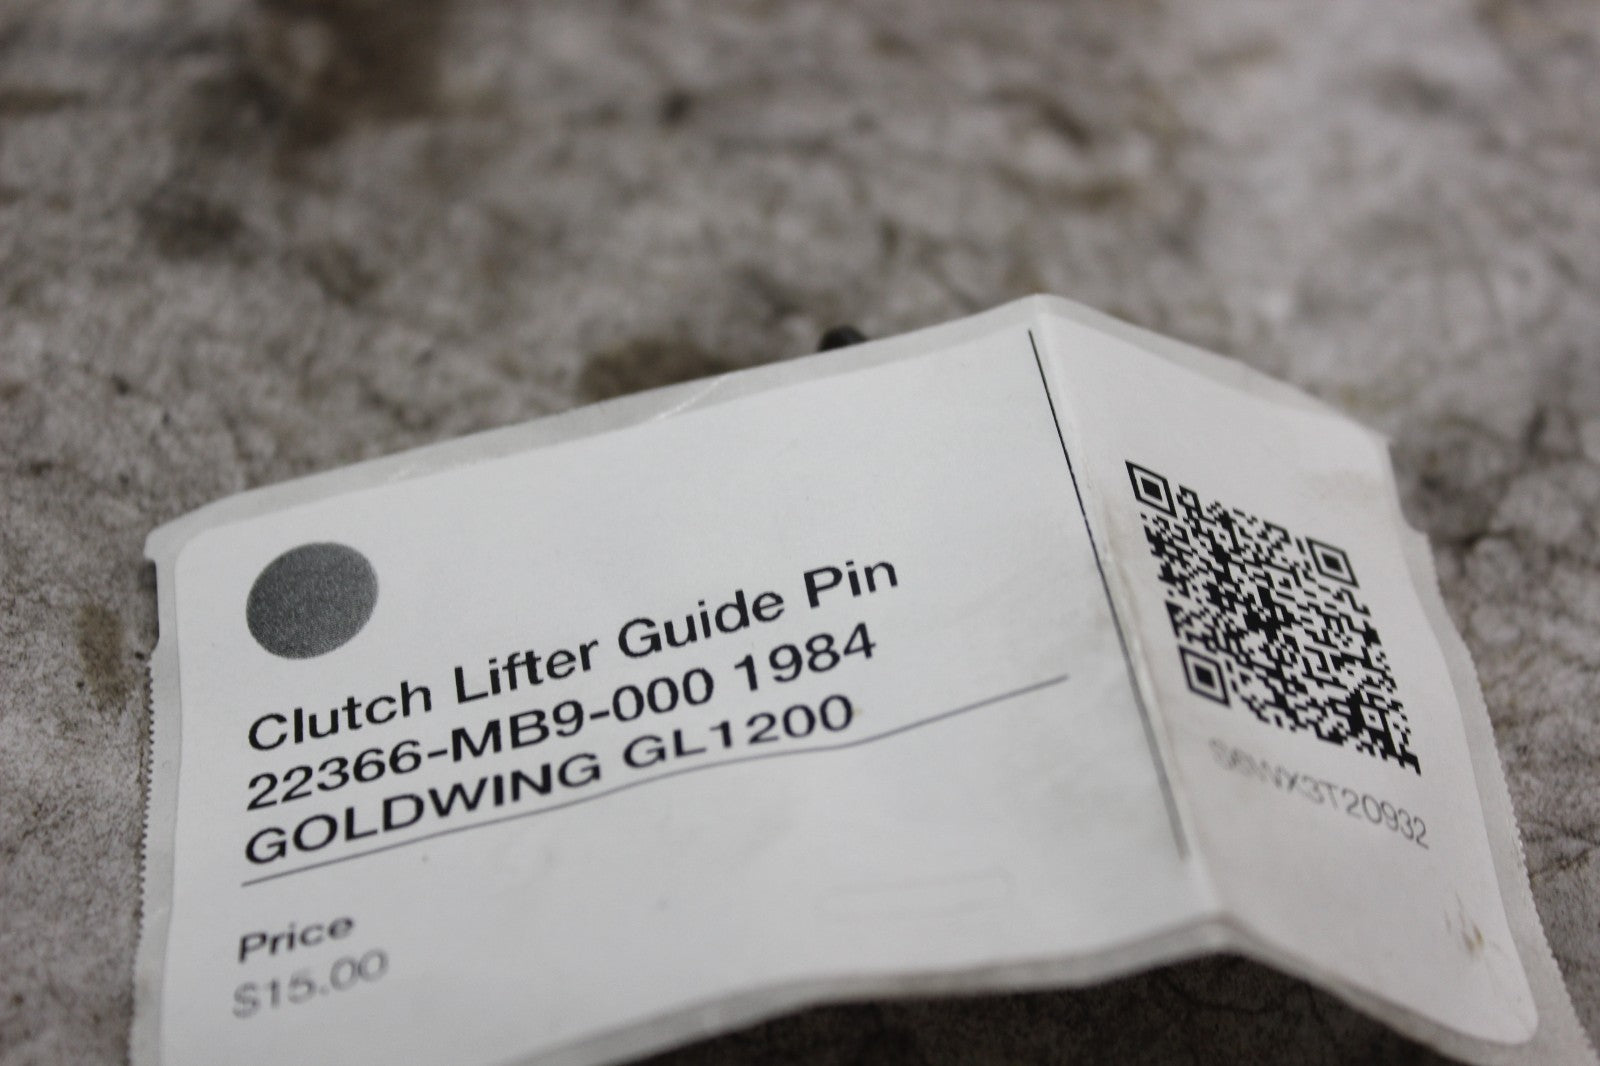 Clutch Lifter Guide Pin
22366-MB9-000 1984
GOLDWING GL1200
Price
$15.00
S6WX3T20932